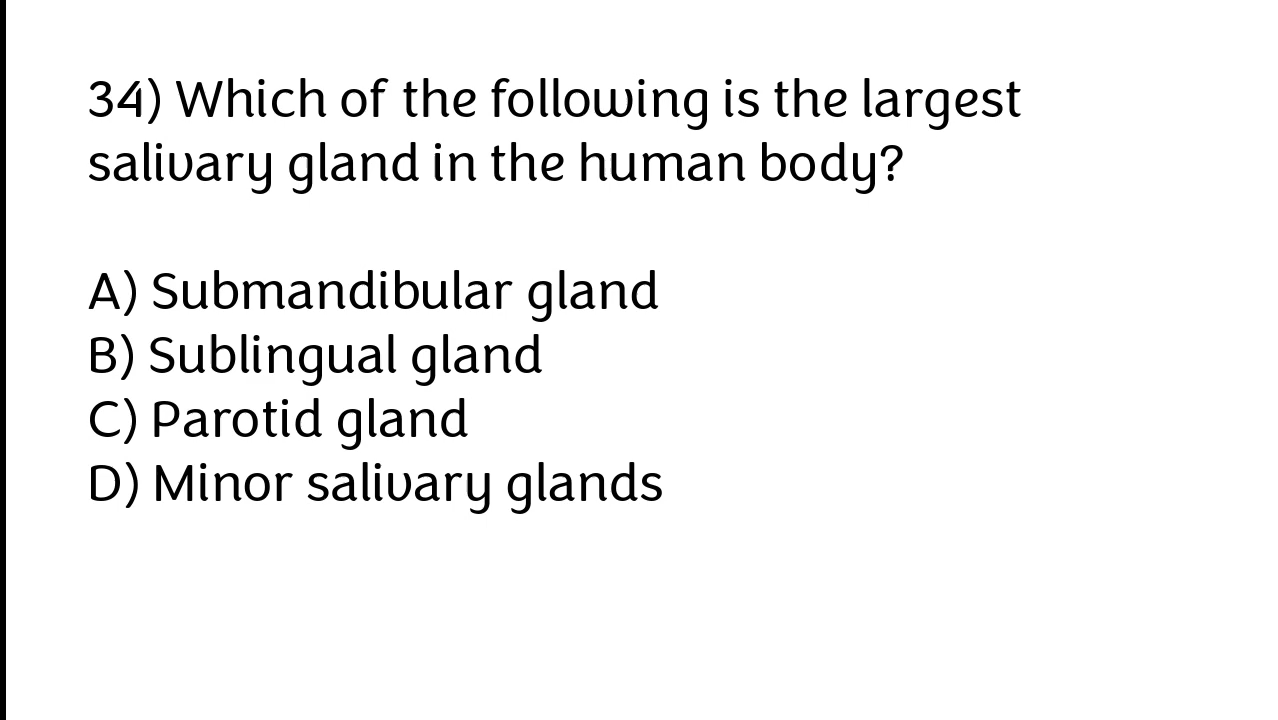 34) Which of the following is the largest
salivary gland in the human body?
A) Submandibular gland
B) Sublingual gland
C) Parotid gland
D) Minor salivary glands